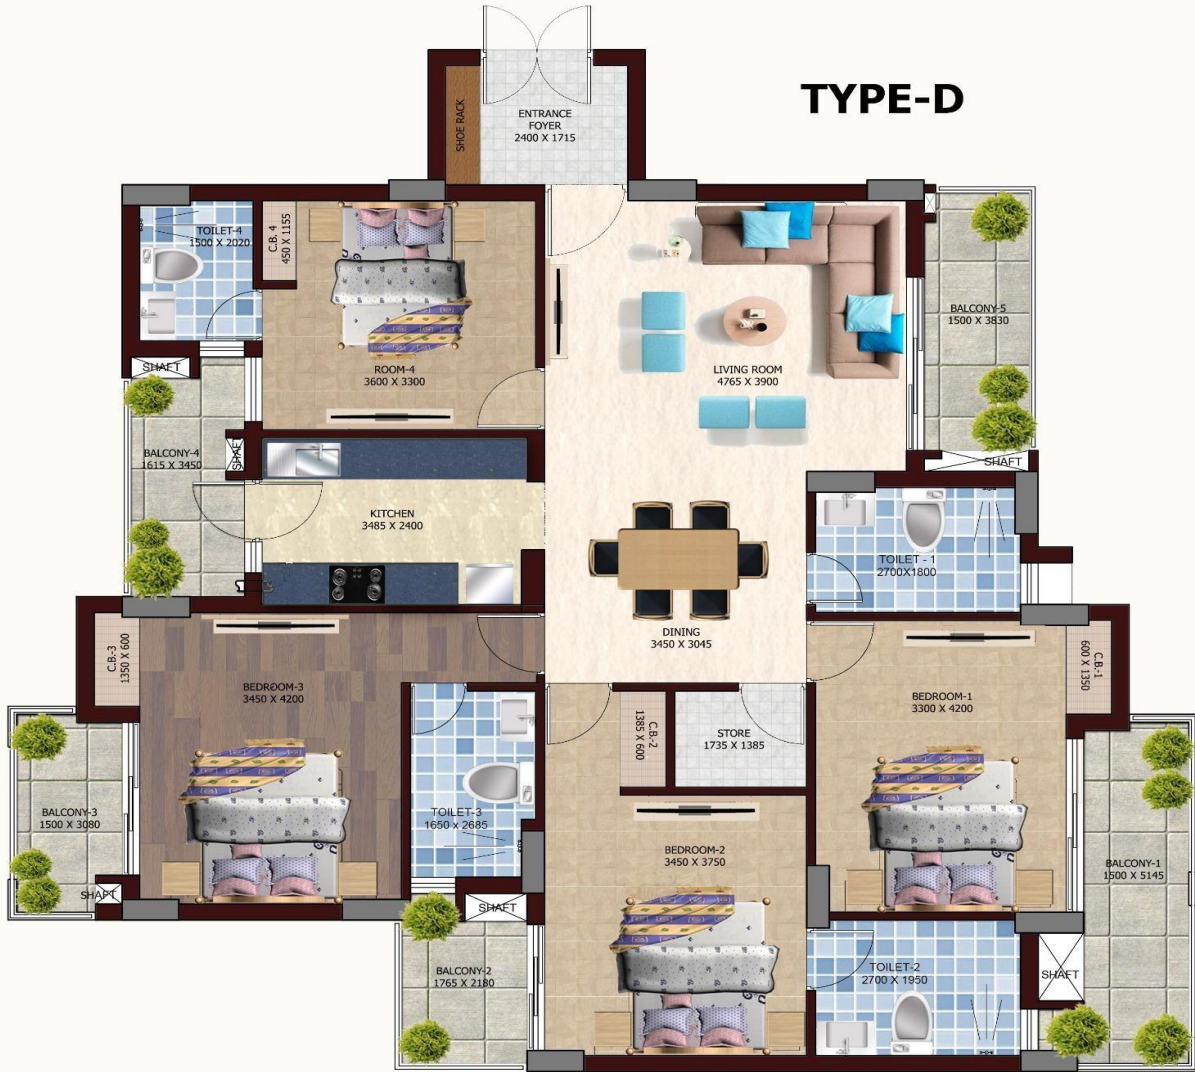 TYPE-D
SHOE RACK
ENTRANCE
FOYER
2400 X 1715
TOILET-4
1500 X 2020
C.B. 4
450 X 1155
ROOM-4
3600 X 3300
LIVING ROOM
4765 X 3900
BALCONY-5
1500 X 3830
SHAFT
BALCONY-4
1615 X 3450
SHAFT
SHAFT
KITCHEN
3485 X 2400
TOILET - 1
2700X1800
DINING
3450 X 3045
C.B.-3
1350 X 600
BEDROOM-3
3450 X 4200
C.B.-2
1385 X 600
STORE
1735 X 1385
BEDROOM-1
3300 X 4200
C.B.-1
600 X 1350
BALCONY-3
1500 X 3080
TOILET-3
1650 x 2685
BEDROOM-2
3450 X 3750
BALCONY-1
1500 X 5145
SHAFT
SHAFT
BALCONY-2
1765 X 2180
TOILET-2
2700 X 1950
SHAFT